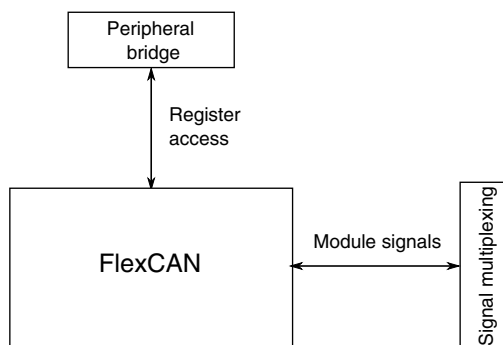 Peripheral
bridge
Register
access
FlexCAN
Module signals
Signal multiplexing